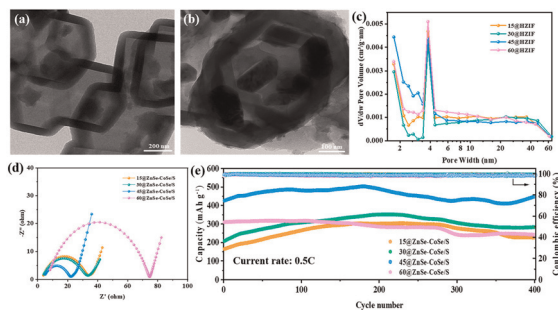 (a)
200 nm
(b)
100 nm
(c)
dV/dw Pore Volume (cm³/g·nm)
0.005
0.004
0.003
0.002
0.001
15@HZIF
30@HZIF
45@HZIF
60@HZIF
2
4
6
8
10
20
40
60
Pore Width (nm)
(d)
-Z'' (ohm)
40
30
20
10
0
15@ZnSe-CoSe/S
30@ZnSe-CoSe/S
45@ZnSe-CoSe/S
60@ZnSe-CoSe/S
0
20
40
60
80
100
Z' (ohm)
(e)
Capacity (mAh g⁻¹)
600
500
400
300
200
100
0
Current rate: 0.5C
15@ZnSe-CoSe/S
30@ZnSe-CoSe/S
45@ZnSe-CoSe/S
60@ZnSe-CoSe/S
0
100
200
300
400
Cycle number
100
80
60
40
20
0
Coulombic efficiency (%)